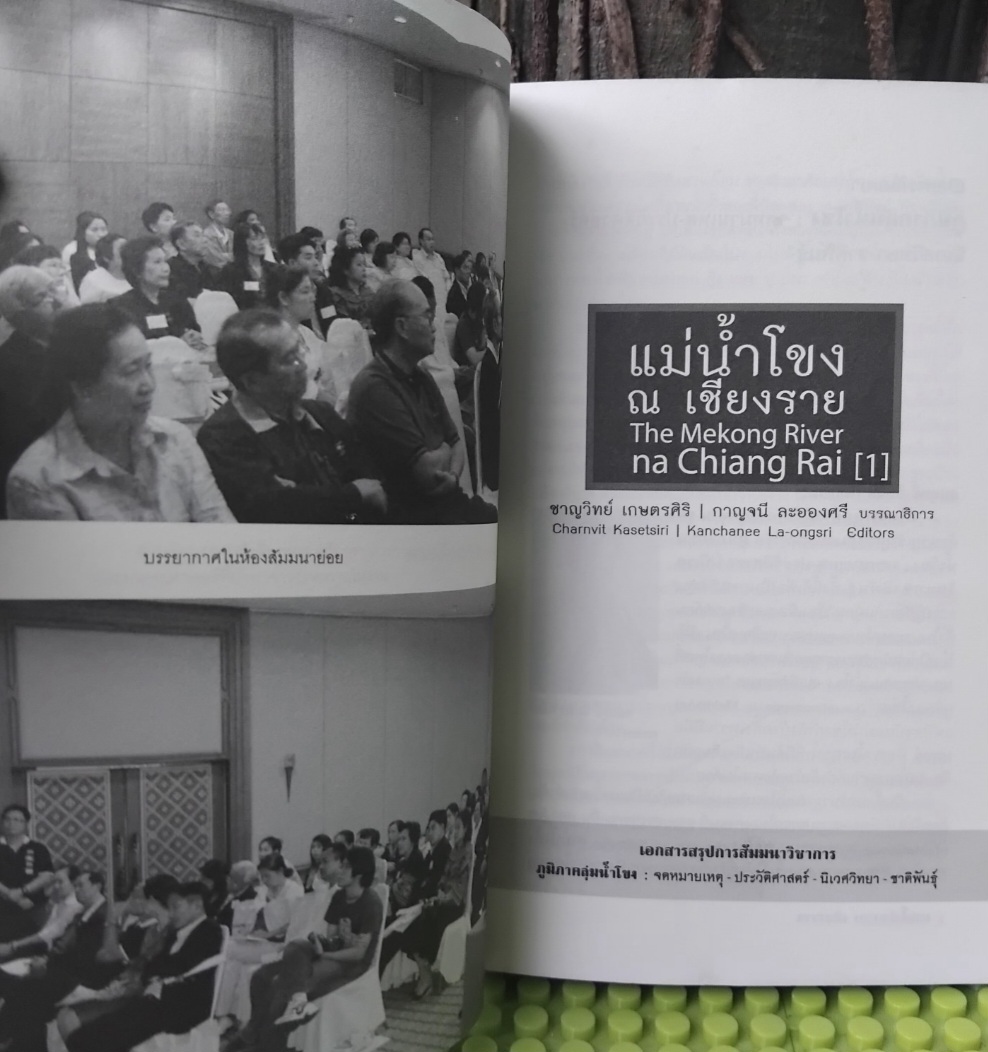 บรรยากาศในห้องสัมมนาย่อย
แม่น้ำโขง
ณ เชียงราย
The Mekong River
na Chiang Rai [1]
ชาญวิทย์ เกษตรศิริ | กาญจนี ละอองศรี บรรณาธิการ
Charnvit Kasetsiri | Kanchanee La-ongsri Editors
เอกสารสรุปการสัมมนาวิชาการ
ภูมิภาคลุ่มน้ำโขง : จดหมายเหตุ - ประวัติศาสตร์ - นิเวศวิทยา - ชาติพันธุ์